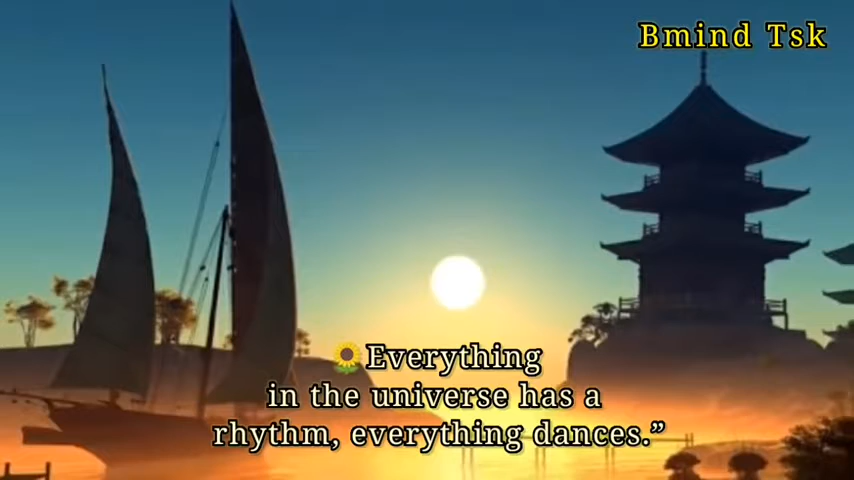 Bmind Tsk
🌻Everything
in the universe has a
rhythm, everything dances.”